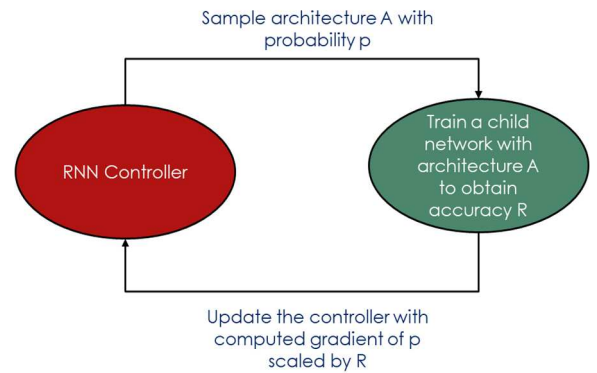 Sample architecture A with
probability p
RNN Controller
Train a child
network with
architecture A
to obtain
accuracy R
Update the controller with
computed gradient of p
scaled by R